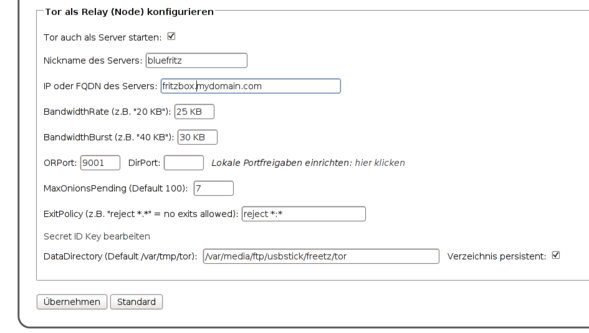 Tor als Relay (Node) konfigurieren
Tor auch als Server starten:
Nickname des Servers: bluefritz
IP oder FQDN des Servers: fritzbox.mydomain.com
BandwidthRate (z.B. "20 KB"): 25 KB
BandwidthBurst (z.B. "40 KB"): 30 KB
ORPort: 9001 DirPort: Lokale Portfreigaben einrichten: hier klicken
MaxOnionsPending (Default 100): 7
ExitPolicy (z.B. "reject *.*" = no exits allowed): reject *:*
Secret ID Key bearbeiten
DataDirectory (Default /var/tmp/tor): /var/media/ftp/usbstick/freetz/tor Verzeichnis persistent:
Übernehmen Standard